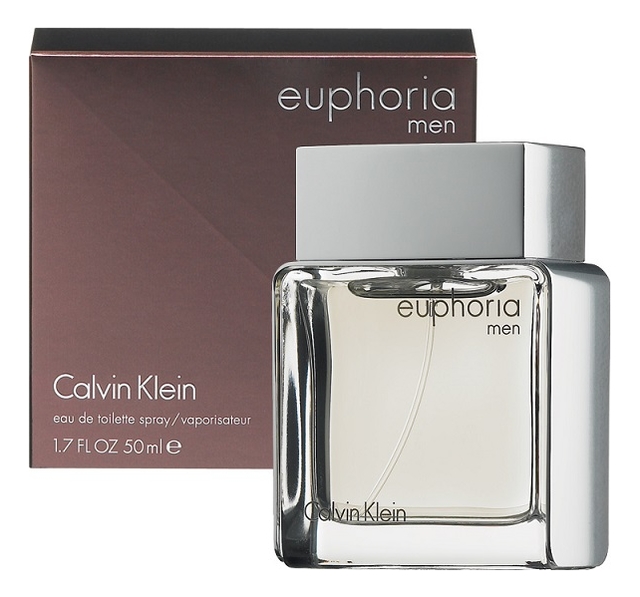 euphoria
men
Calvin Klein
eau de toilette spray/vaporisateur
1.7 FL OZ 50 ml ℮
euphoria
men
Calvin Klein